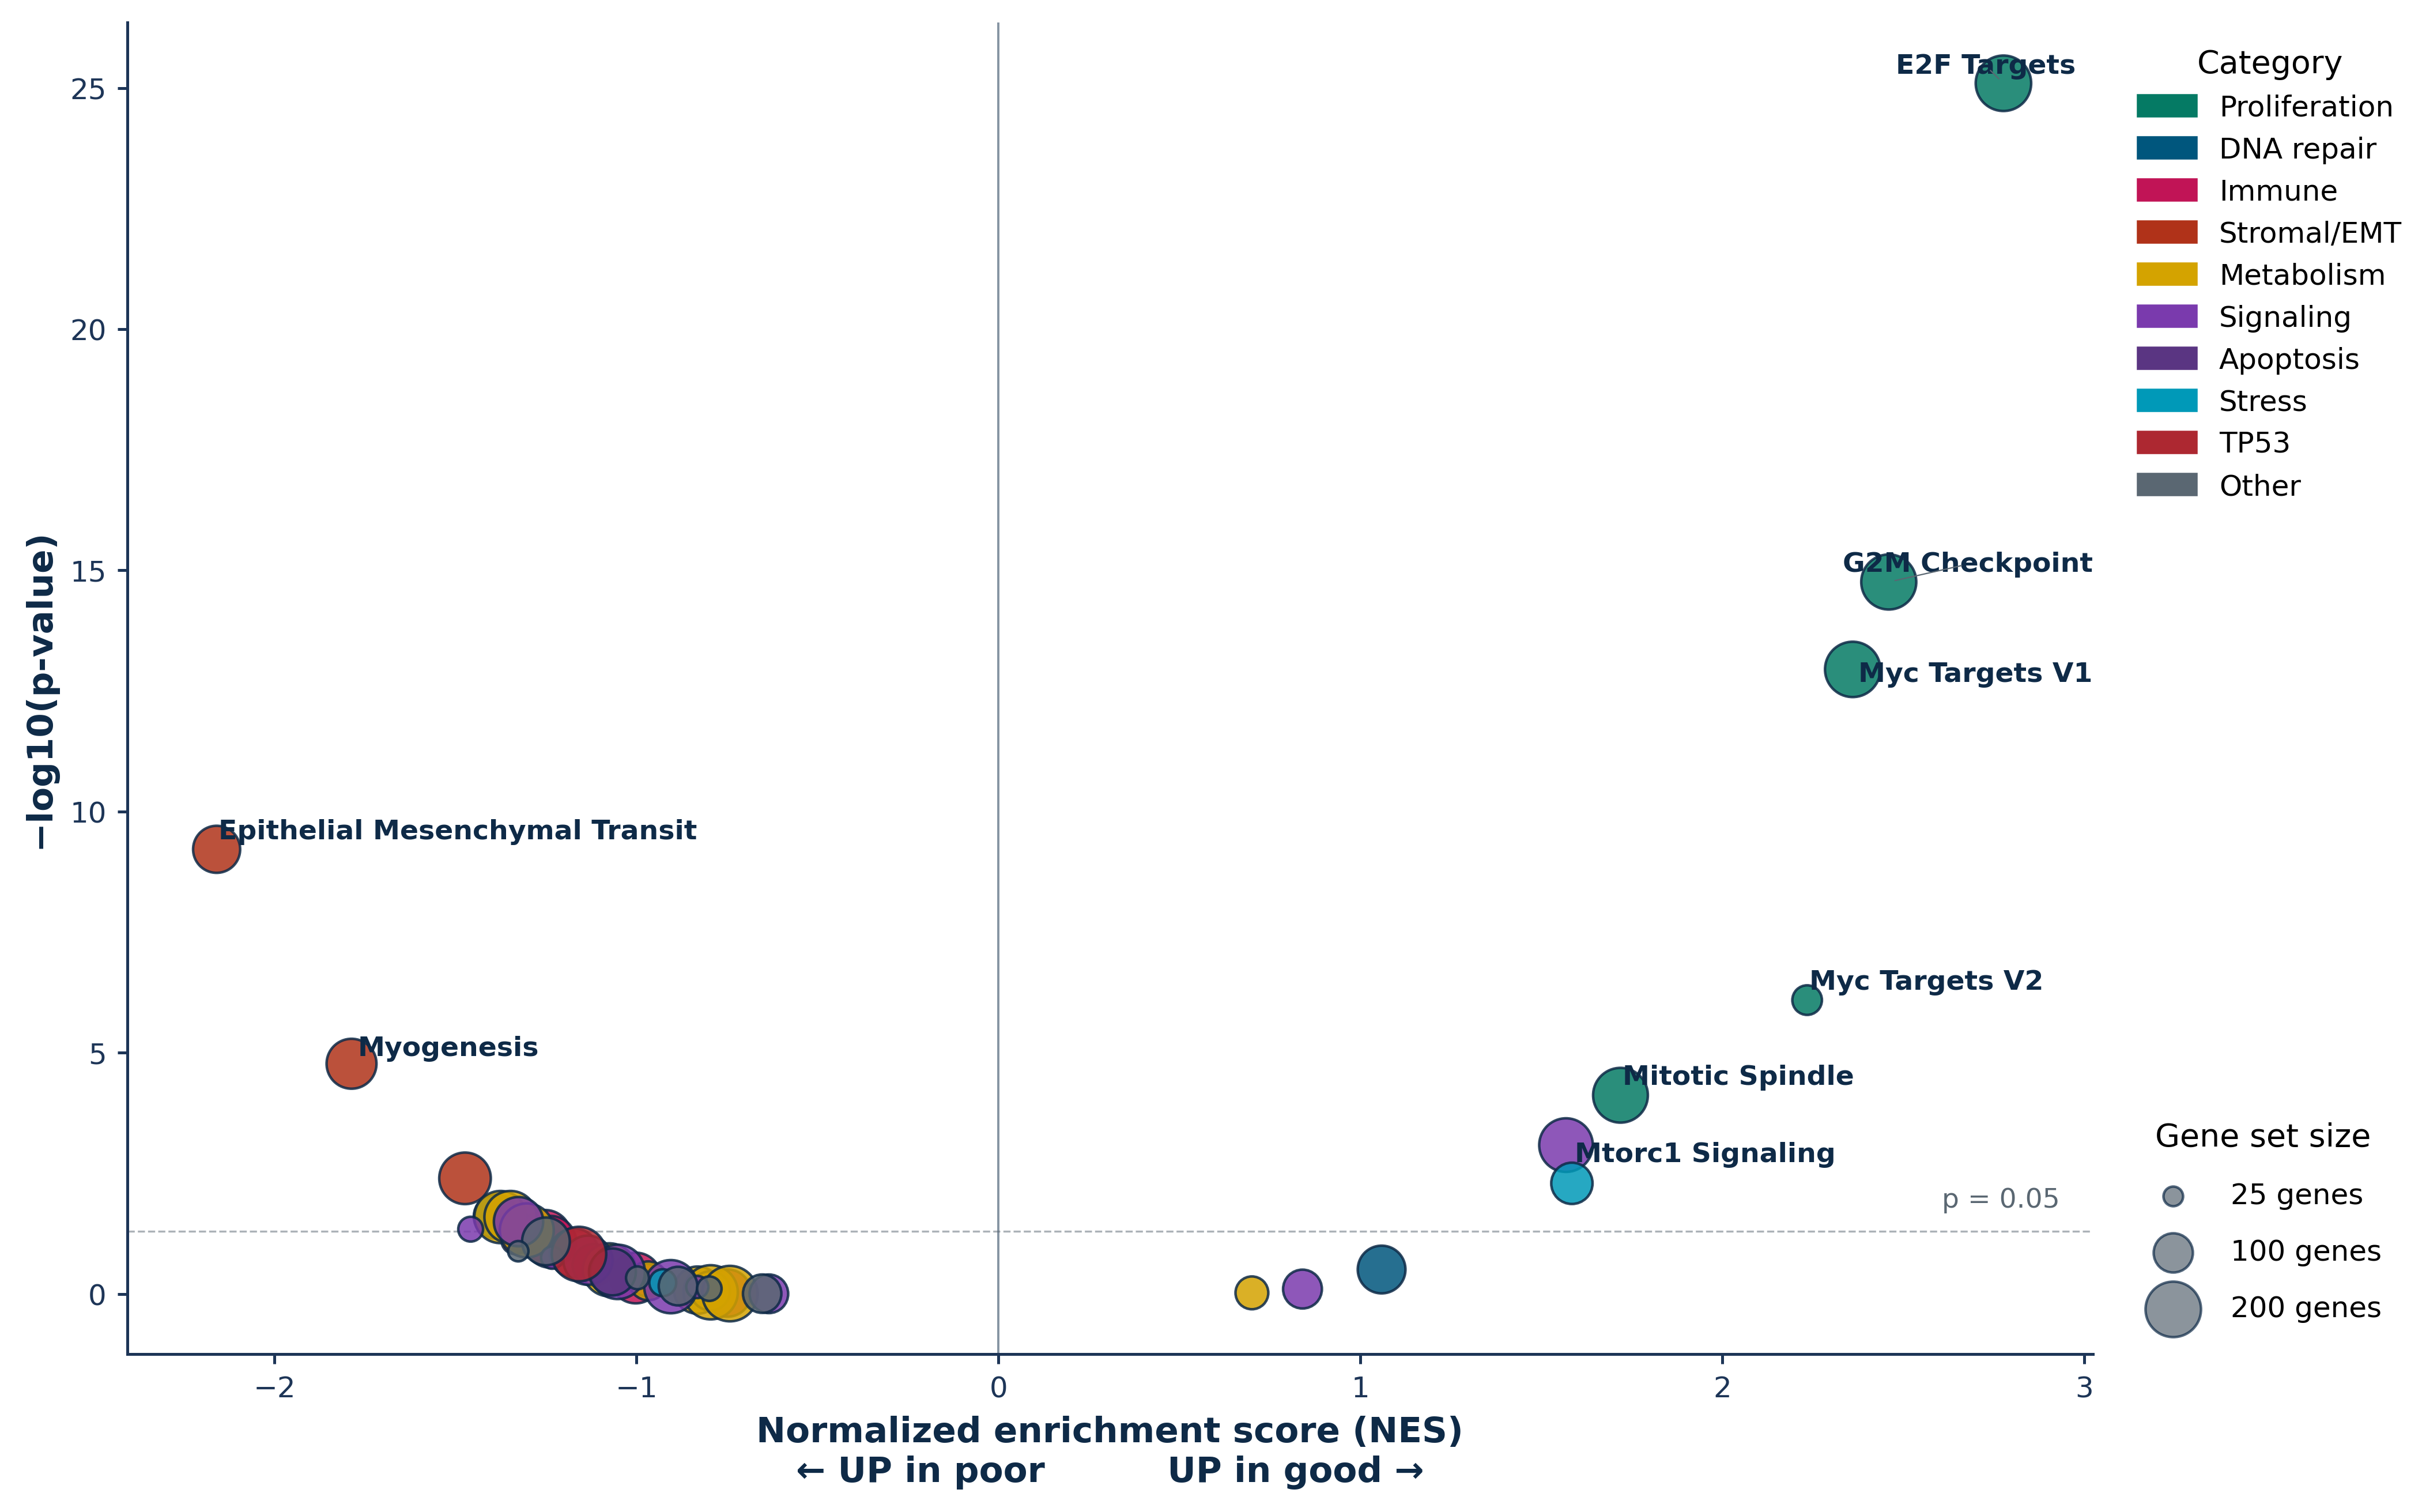 E2F Targets
G2M Checkpoint
Myc Targets V1
Epithelial Mesenchymal Transit
Myc Targets V2
Myogenesis
Mitotic Spindle
Mtorc1 Signaling
p = 0.05
−log10(p-value)
25
20
15
10
5
0
−2
−1
0
1
2
3
Normalized enrichment score (NES)
← UP in poor UP in good →
Category
Proliferation
DNA repair
Immune
Stromal/EMT
Metabolism
Signaling
Apoptosis
Stress
TP53
Other
Gene set size
25 genes
100 genes
200 genes